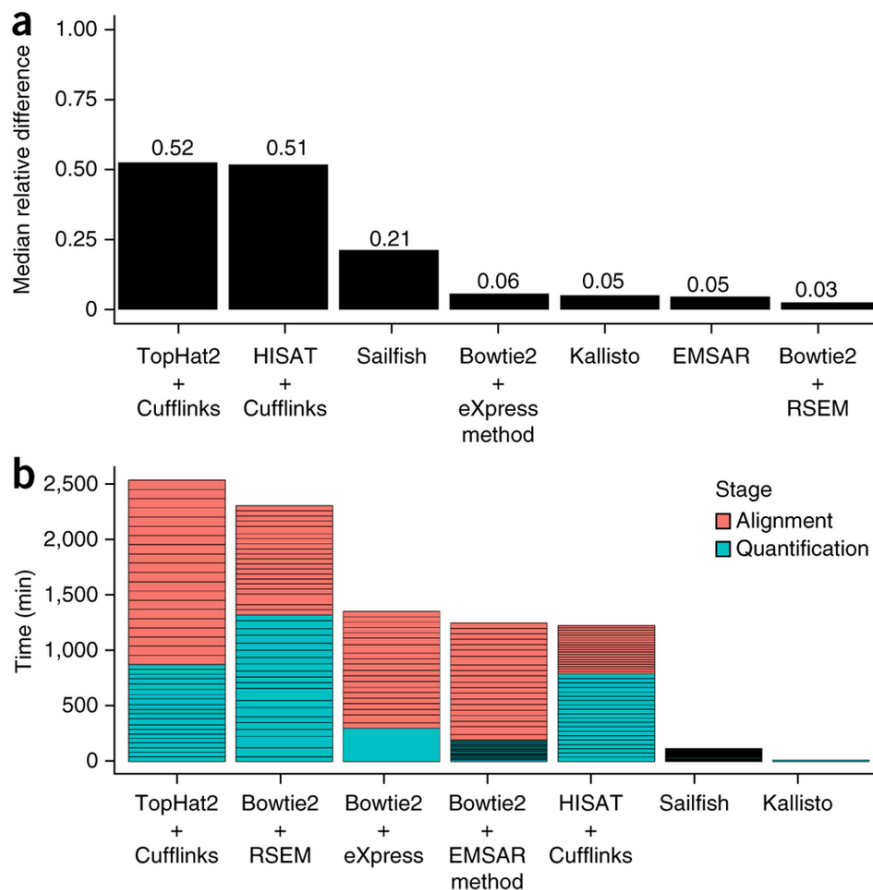 a
Median relative difference
1.00
0.75
0.50
0.25
0
0.52
0.51
0.21
0.06
0.05
0.05
0.03
TopHat2
+
Cufflinks
HISAT
+
Cufflinks
Sailfish
Bowtie2
+
eXpress
method
Kallisto
EMSAR
Bowtie2
+
RSEM
b
Time (min)
2,500
2,000
1,500
1,000
500
0
Stage
Alignment
Quantification
TopHat2
+
Cufflinks
Bowtie2
+
RSEM
Bowtie2
+
eXpress
Bowtie2
+
EMSAR
method
HISAT
+
Cufflinks
Sailfish
Kallisto